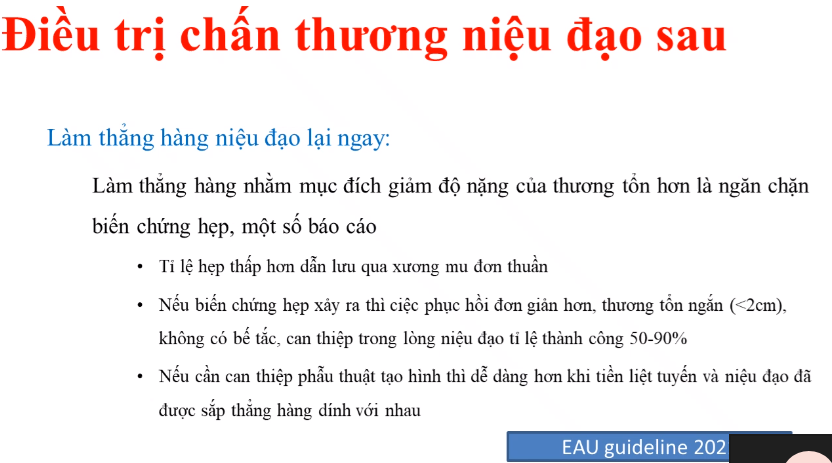 Điều trị chấn thương niệu đạo sau
Làm thẳng hàng niệu đạo lại ngay:
Làm thẳng hàng nhằm mục đích giảm độ nặng của thương tổn hơn là ngăn chặn
biến chứng hẹp, một số báo cáo
• Tỉ lệ hẹp thấp hơn dẫn lưu qua xương mu đơn thuần
• Nếu biến chứng hẹp xảy ra thì ciệc phục hồi đơn giản hơn, thương tổn ngắn (<2cm),
không có bế tắc, can thiệp trong lòng niệu đạo tỉ lệ thành công 50-90%
• Nếu cần can thiệp phẫu thuật tạo hình thì dễ dàng hơn khi tiền liệt tuyến và niệu đạo đã
được sắp thẳng hàng dính với nhau
EAU guideline 202